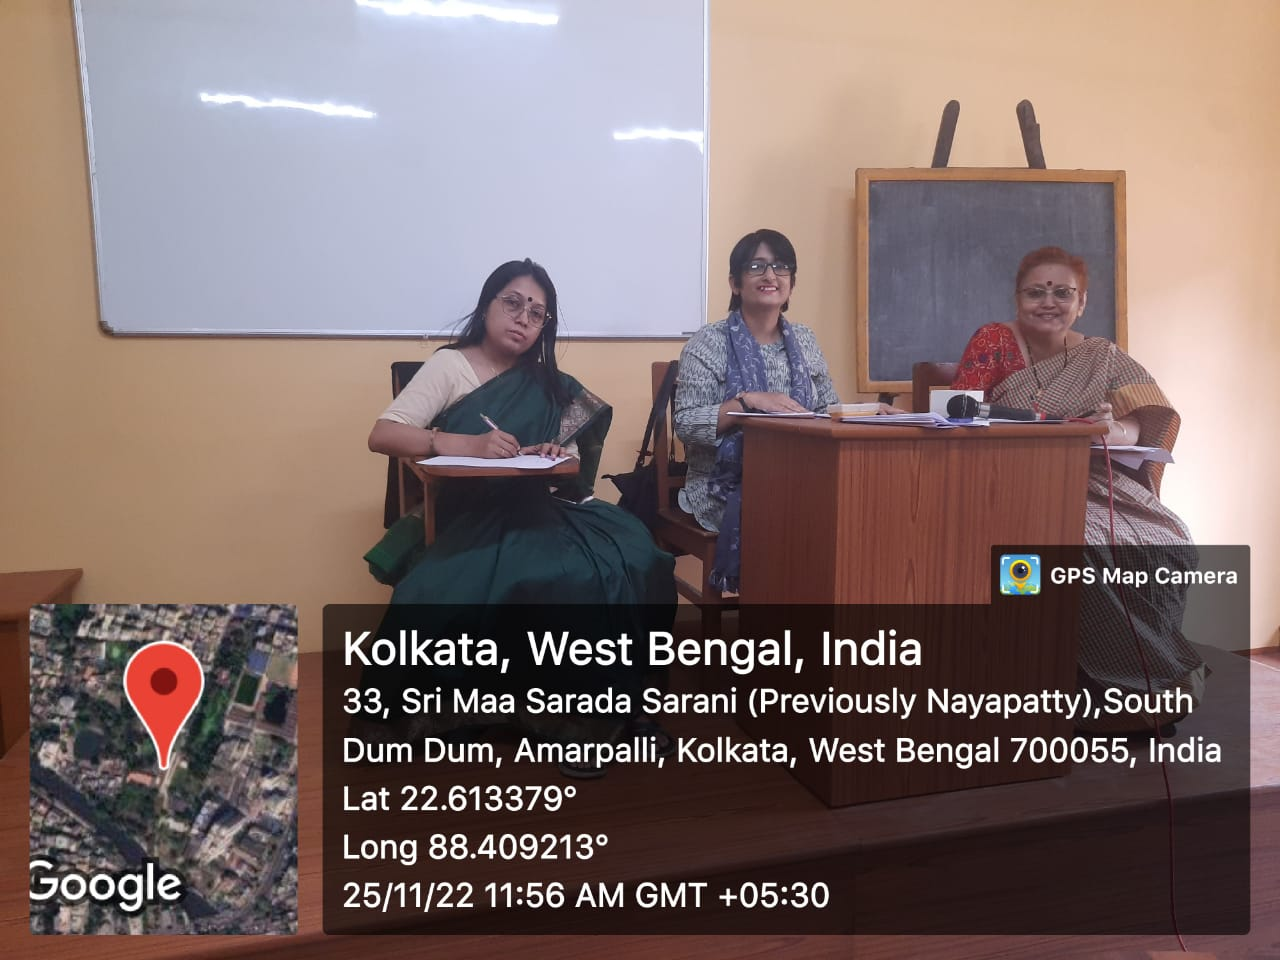 GPS Map Camera
Kolkata, West Bengal, India
33, Sri Maa Sarada Sarani (Previously Nayapatty),South
Dum Dum, Amarpalli, Kolkata, West Bengal 700055, India
Lat 22.613379°
Long 88.409213°
25/11/22 11:56 AM GMT +05:30
Google